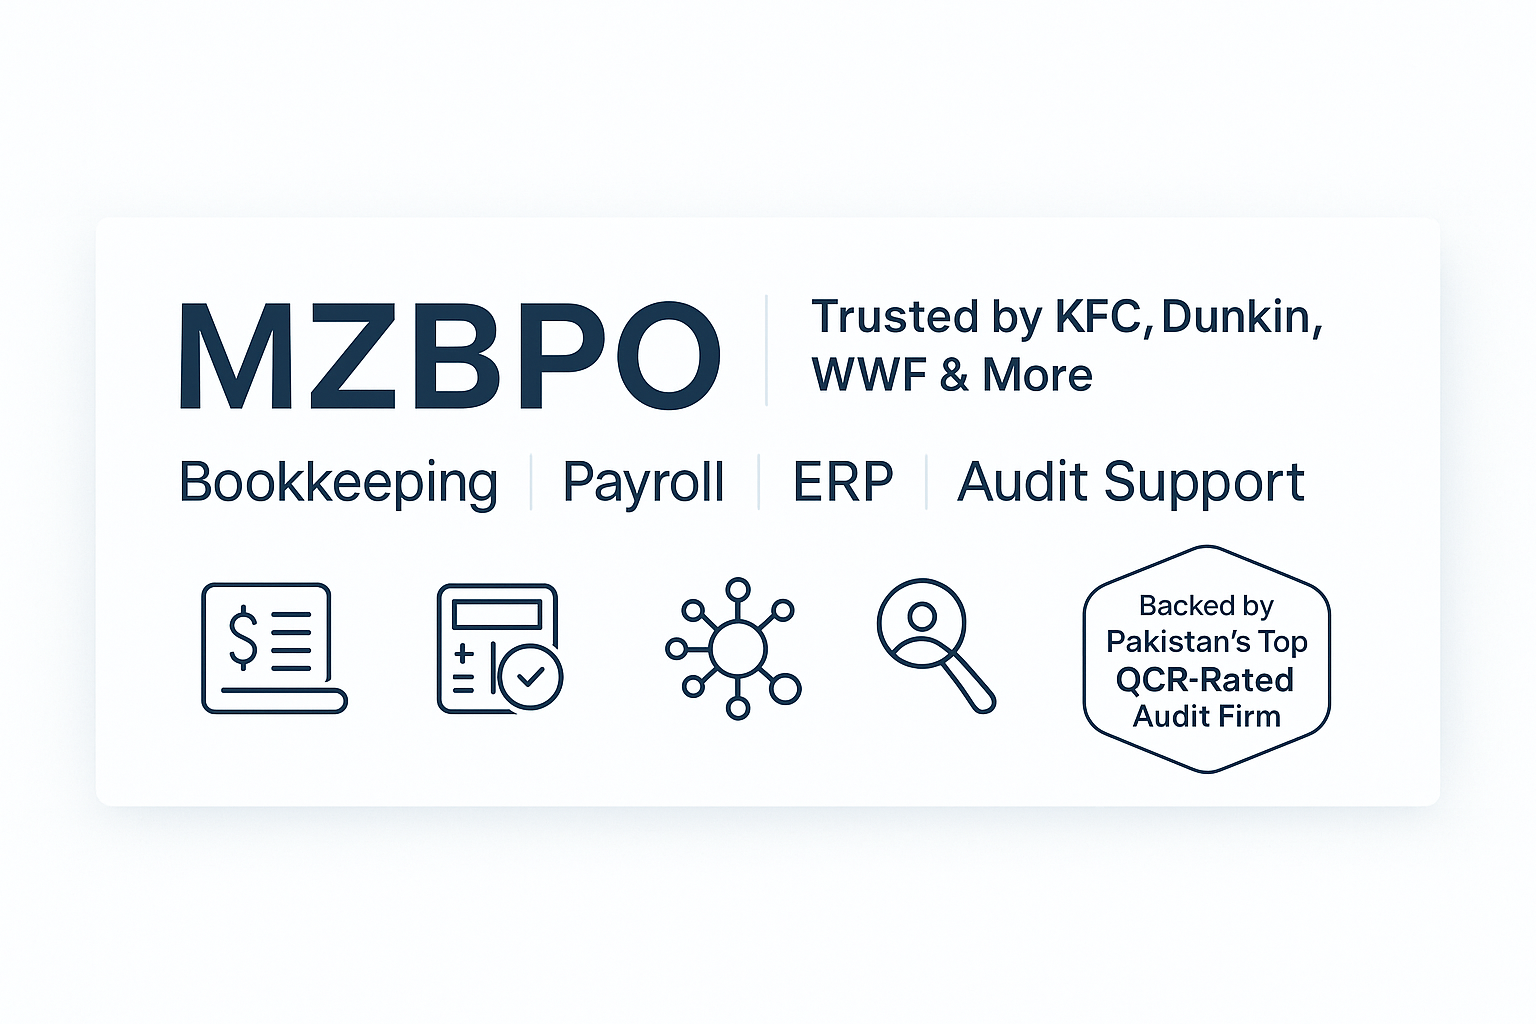 MZBPO
Trusted by KFC, Dunkin,
WWF & More
Bookkeeping | Payroll | ERP | Audit Support
$
Backed by
Pakistan's Top
QCR-Rated
Audit Firm